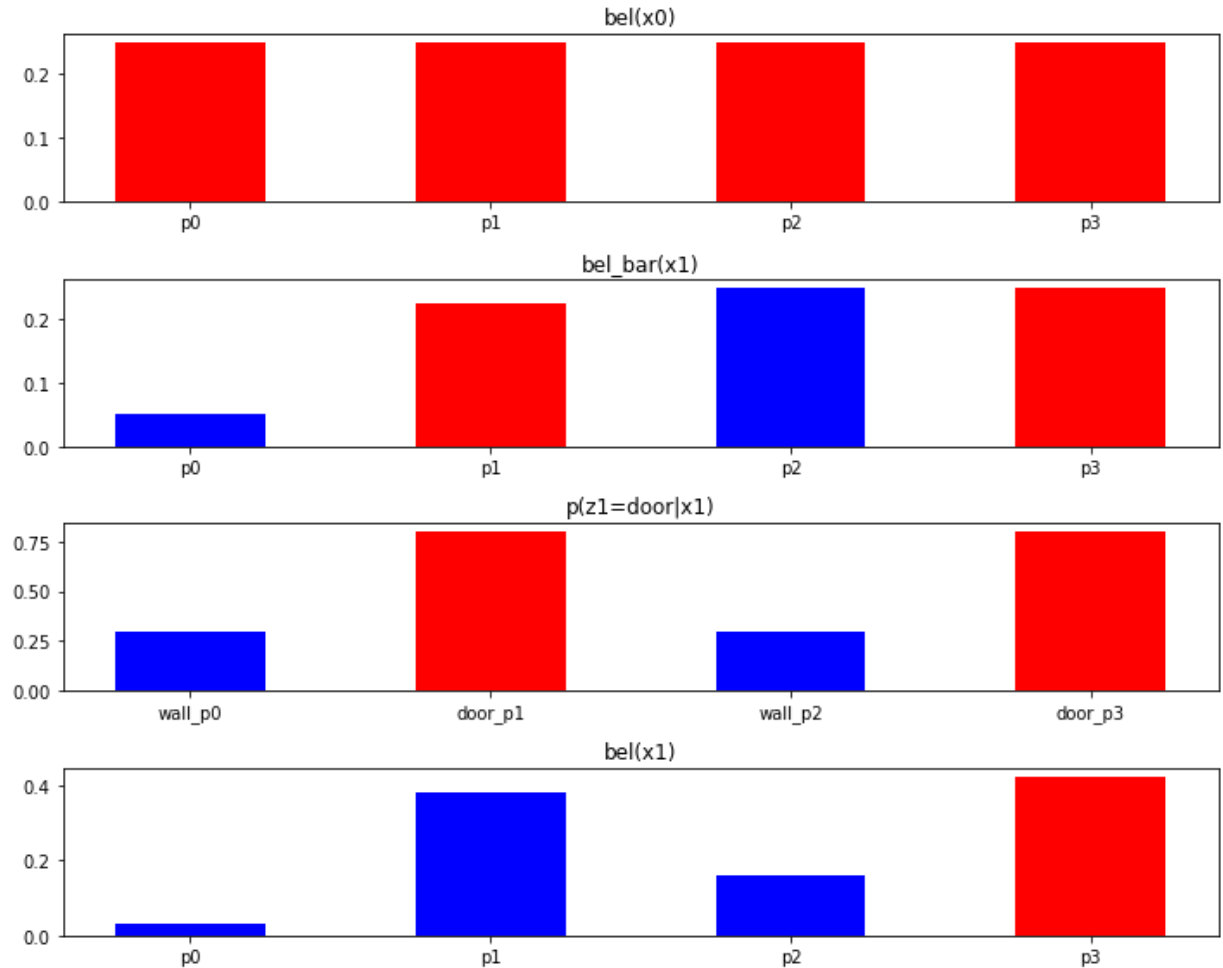 bel(x0)
0.2
0.1
0.0
p0 p1 p2 p3
bel_bar(x1)
0.2
0.1
0.0
p0 p1 p2 p3
p(z1=door|x1)
0.75
0.50
0.25
0.00
wall_p0 door_p1 wall_p2 door_p3
bel(x1)
0.4
0.2
0.0
p0 p1 p2 p3